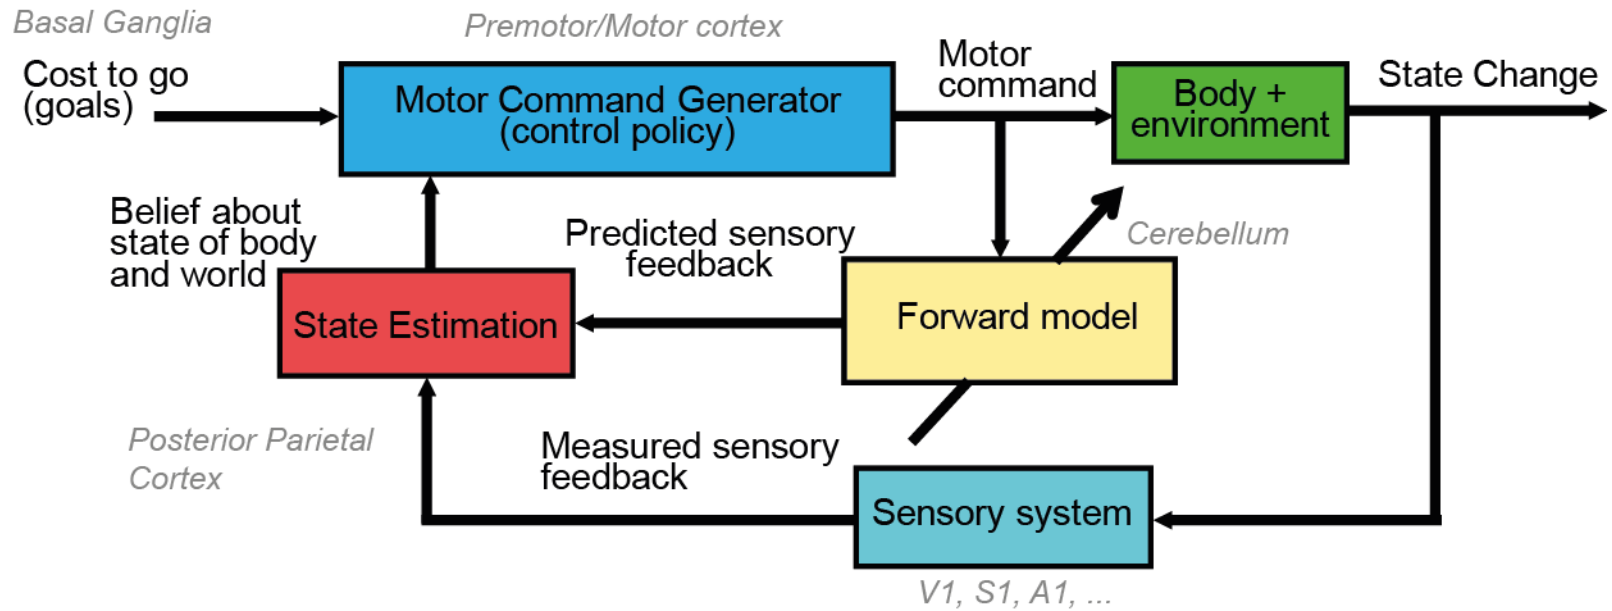 Basal Ganglia
Premotor/Motor cortex
Cost to go
(goals)
Motor Command Generator
(control policy)
Motor
command
Body +
environment
State Change
Belief about
state of body
and world
Predicted sensory
feedback
Cerebellum
State Estimation
Forward model
Posterior Parietal
Cortex
Measured sensory
feedback
Sensory system
V1, S1, A1, ...